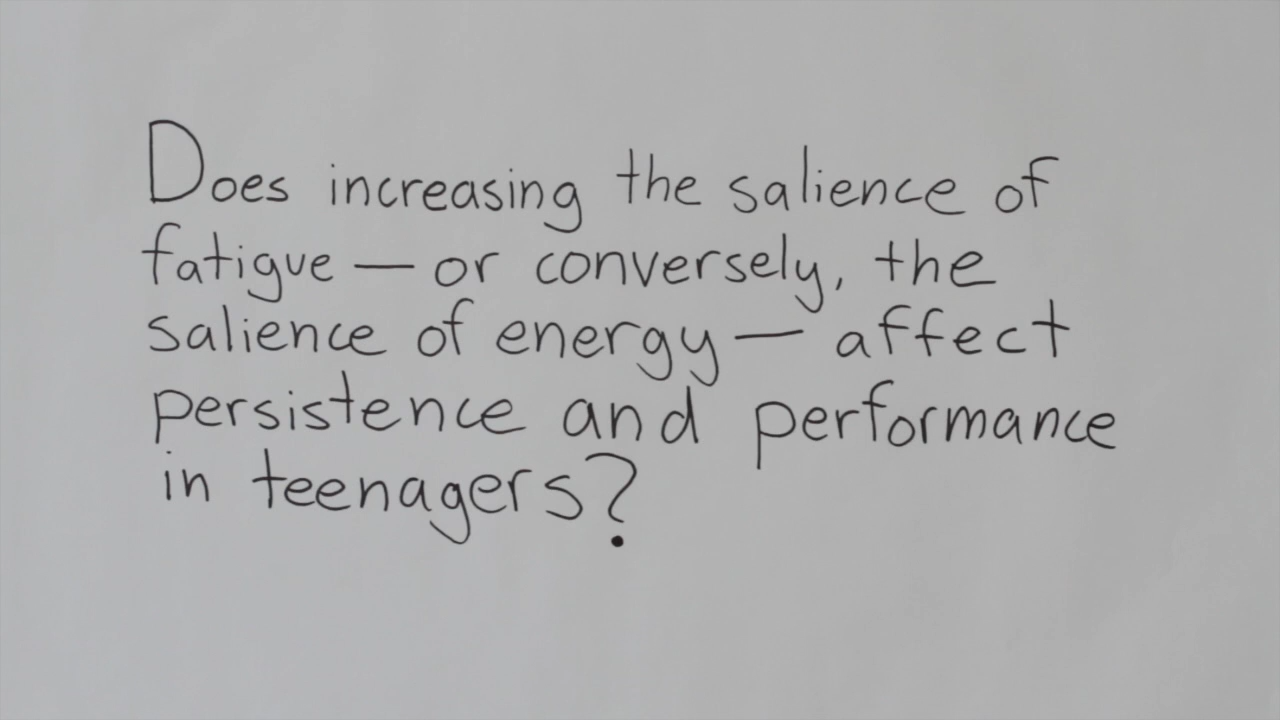 Does increasing the salience of
fatigue — or conversely, the
salience of energy — affect
persistence and performance
in teenagers?